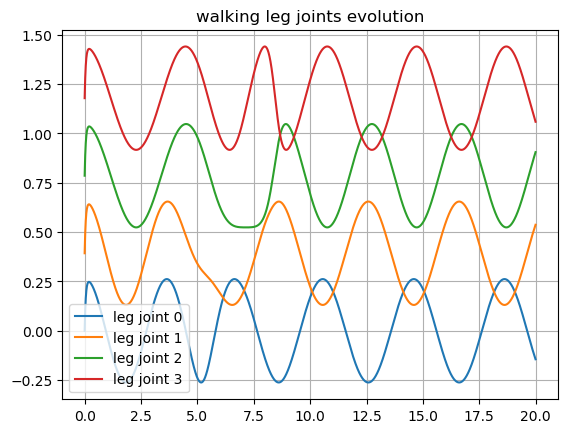 walking leg joints evolution
1.50
1.25
1.00
0.75
0.50
0.25
0.00
−0.25
leg joint 0
leg joint 1
leg joint 2
leg joint 3
0.0 2.5 5.0 7.5 10.0 12.5 15.0 17.5 20.0